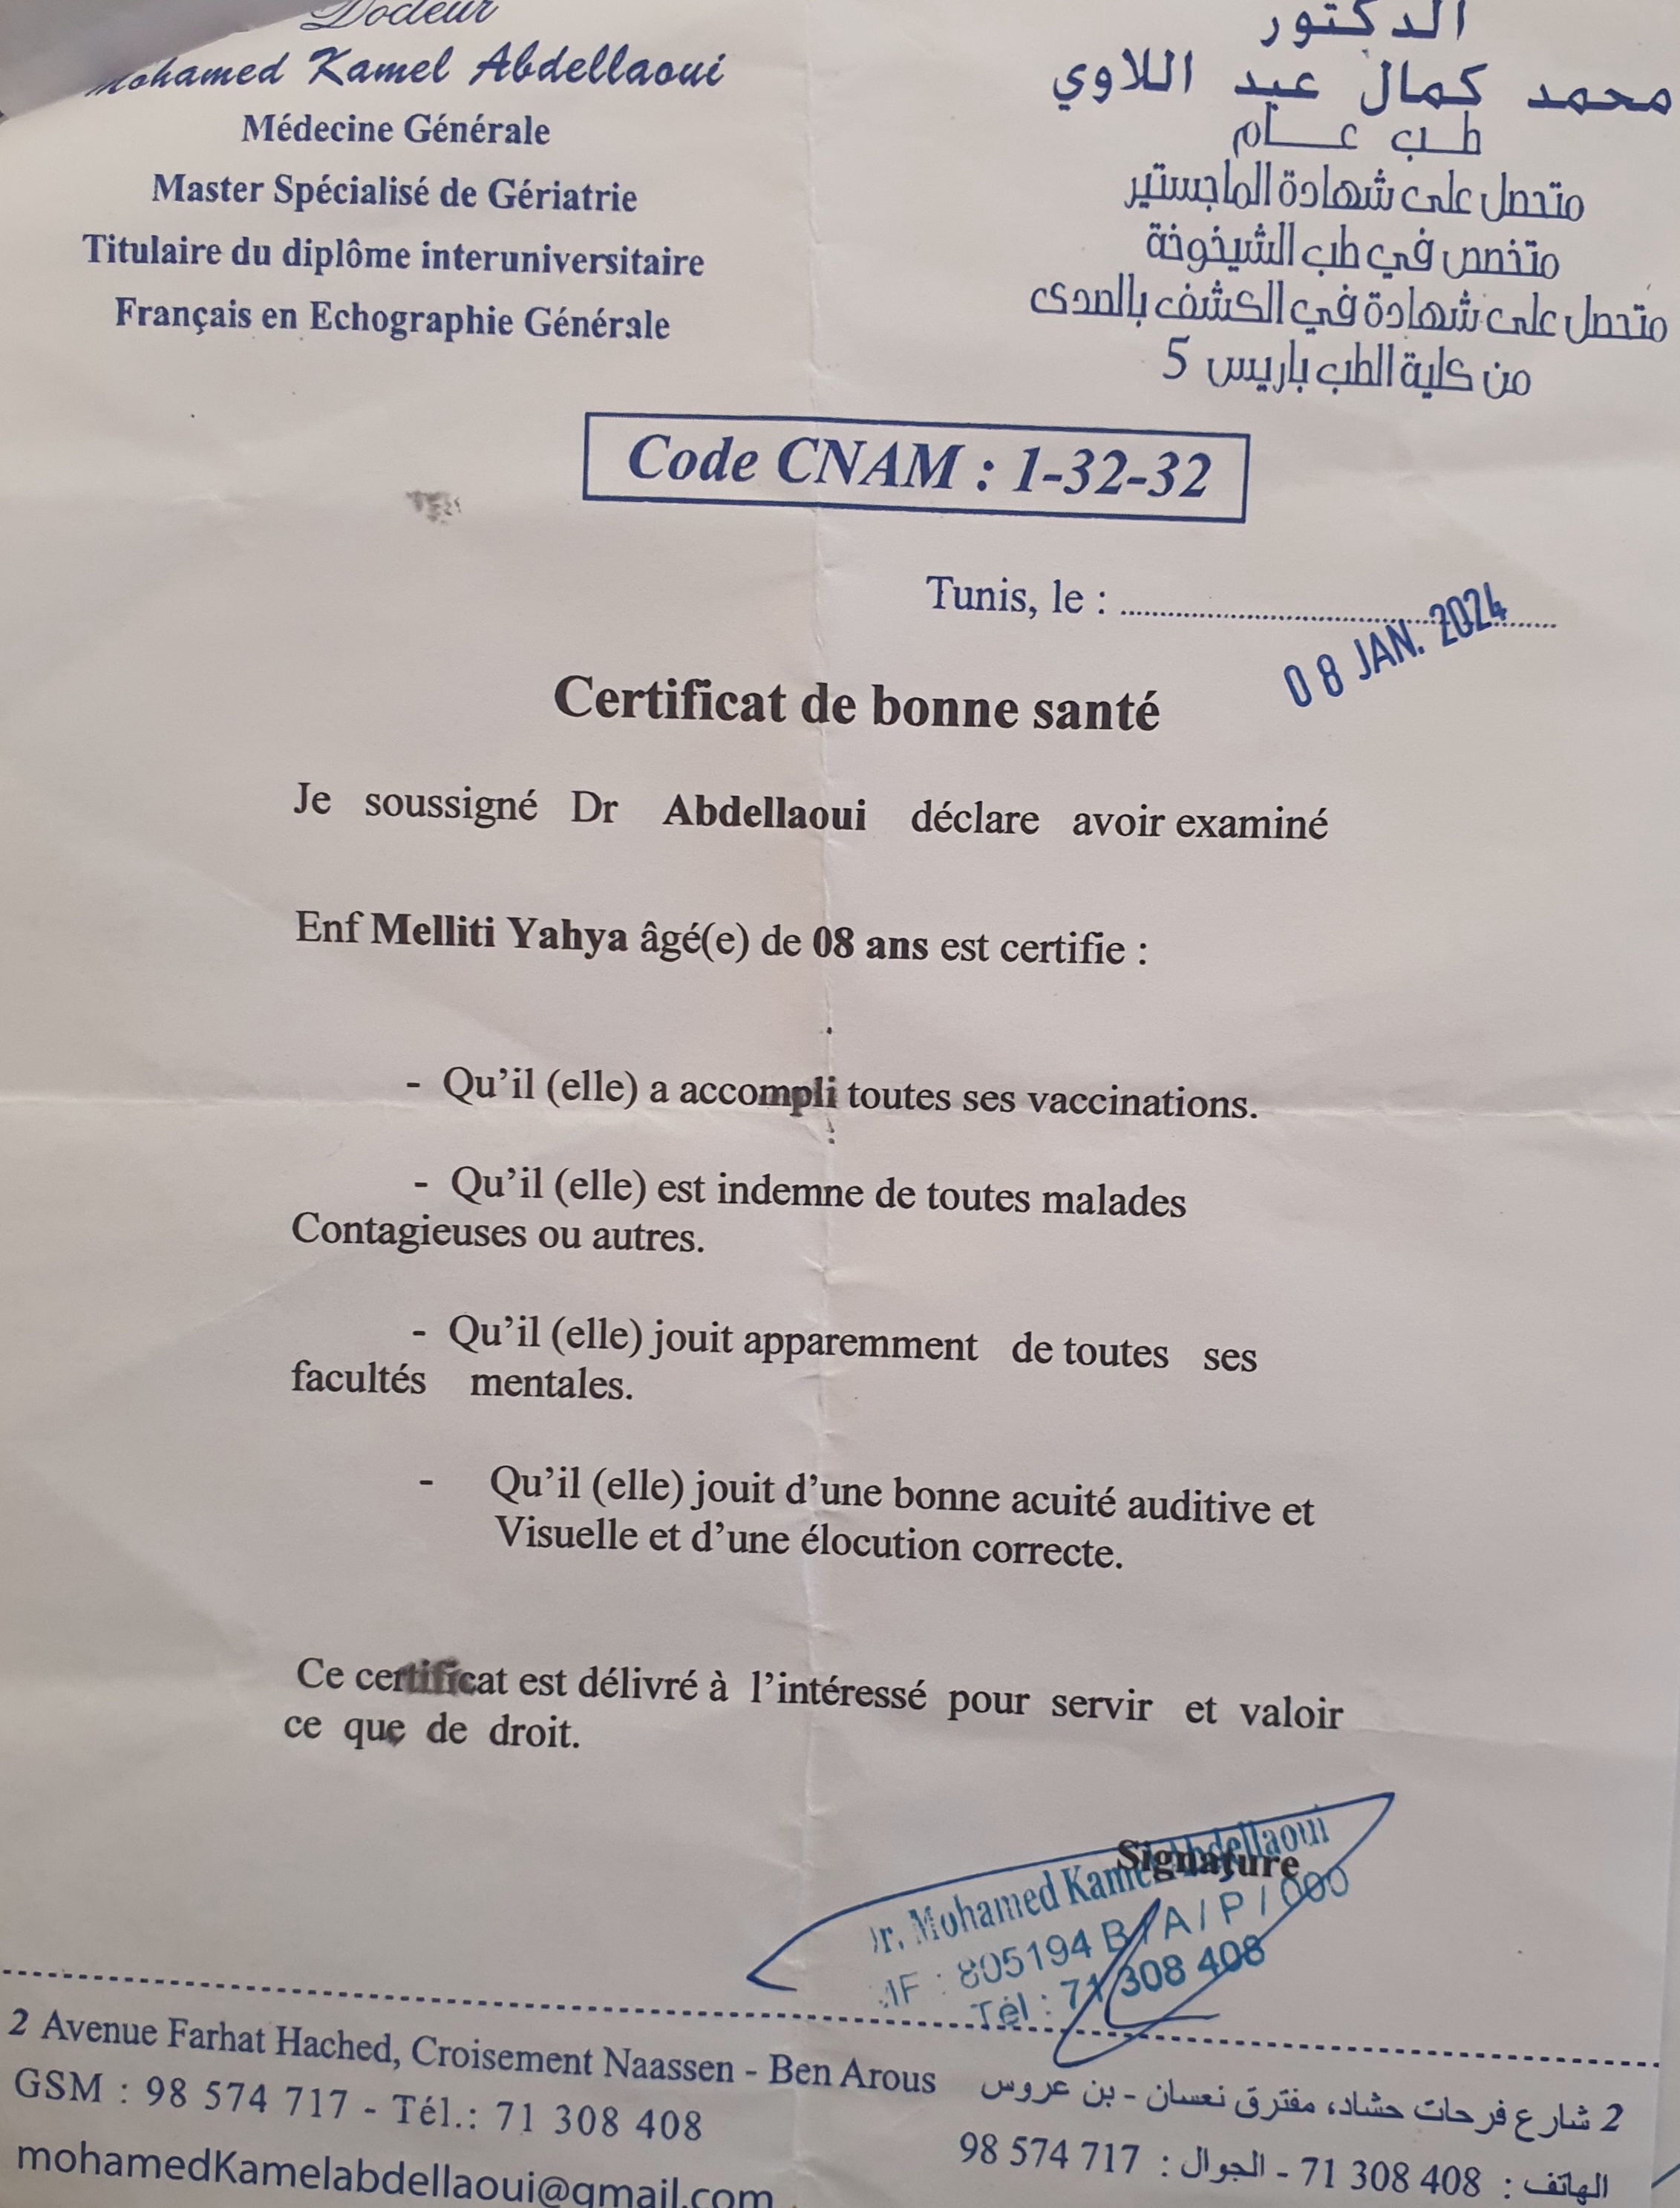 Docteur
Mohamed Kamel Abdellaoui
Médecine Générale
Master Spécialisé de Gériatrie
Titulaire du diplôme interuniversitaire
Français en Echographie Générale
الدكتور
محمد كمال عبد اللاوي
طب عام
متحصل على شهادة الماجستير
متخصص في طب الشيخوخة
متحصل على شهادة في الكشف بالصدى
من كلية الطب باريس 5
Code CNAM : 1-32-32
Tunis, le :
08 JAN. 2024
Certificat de bonne santé
Je soussigné Dr Abdellaoui déclare avoir examiné
Enf Melliti Yahya âgé(e) de 08 ans est certifie :
- Qu'il (elle) a accompli toutes ses vaccinations.
- Qu'il (elle) est indemne de toutes malades
Contagieuses ou autres.
- Qu'il (elle) jouit apparemment de toutes ses
facultés mentales.
- Qu'il (elle) jouit d'une bonne acuité auditive et
Visuelle et d'une élocution correcte.
Ce certificat est délivré à l'intéressé pour servir et valoir
ce que de droit.
Signature
Dr. Mohamed Kamel Abdellaoui
MF : 805194 B / A / P / 000
Tél : 71 308 408
2 Avenue Farhat Hached, Croisement Naassen - Ben Arous
GSM : 98 574 717 - Tél.: 71 308 408
mohamedKamelabdellaoui@gmail.com
2 شارع فرحات حشاد، مفترق نعسان - بن عروس
الهاتف : 71 308 408 - الجوال : 98 574 717